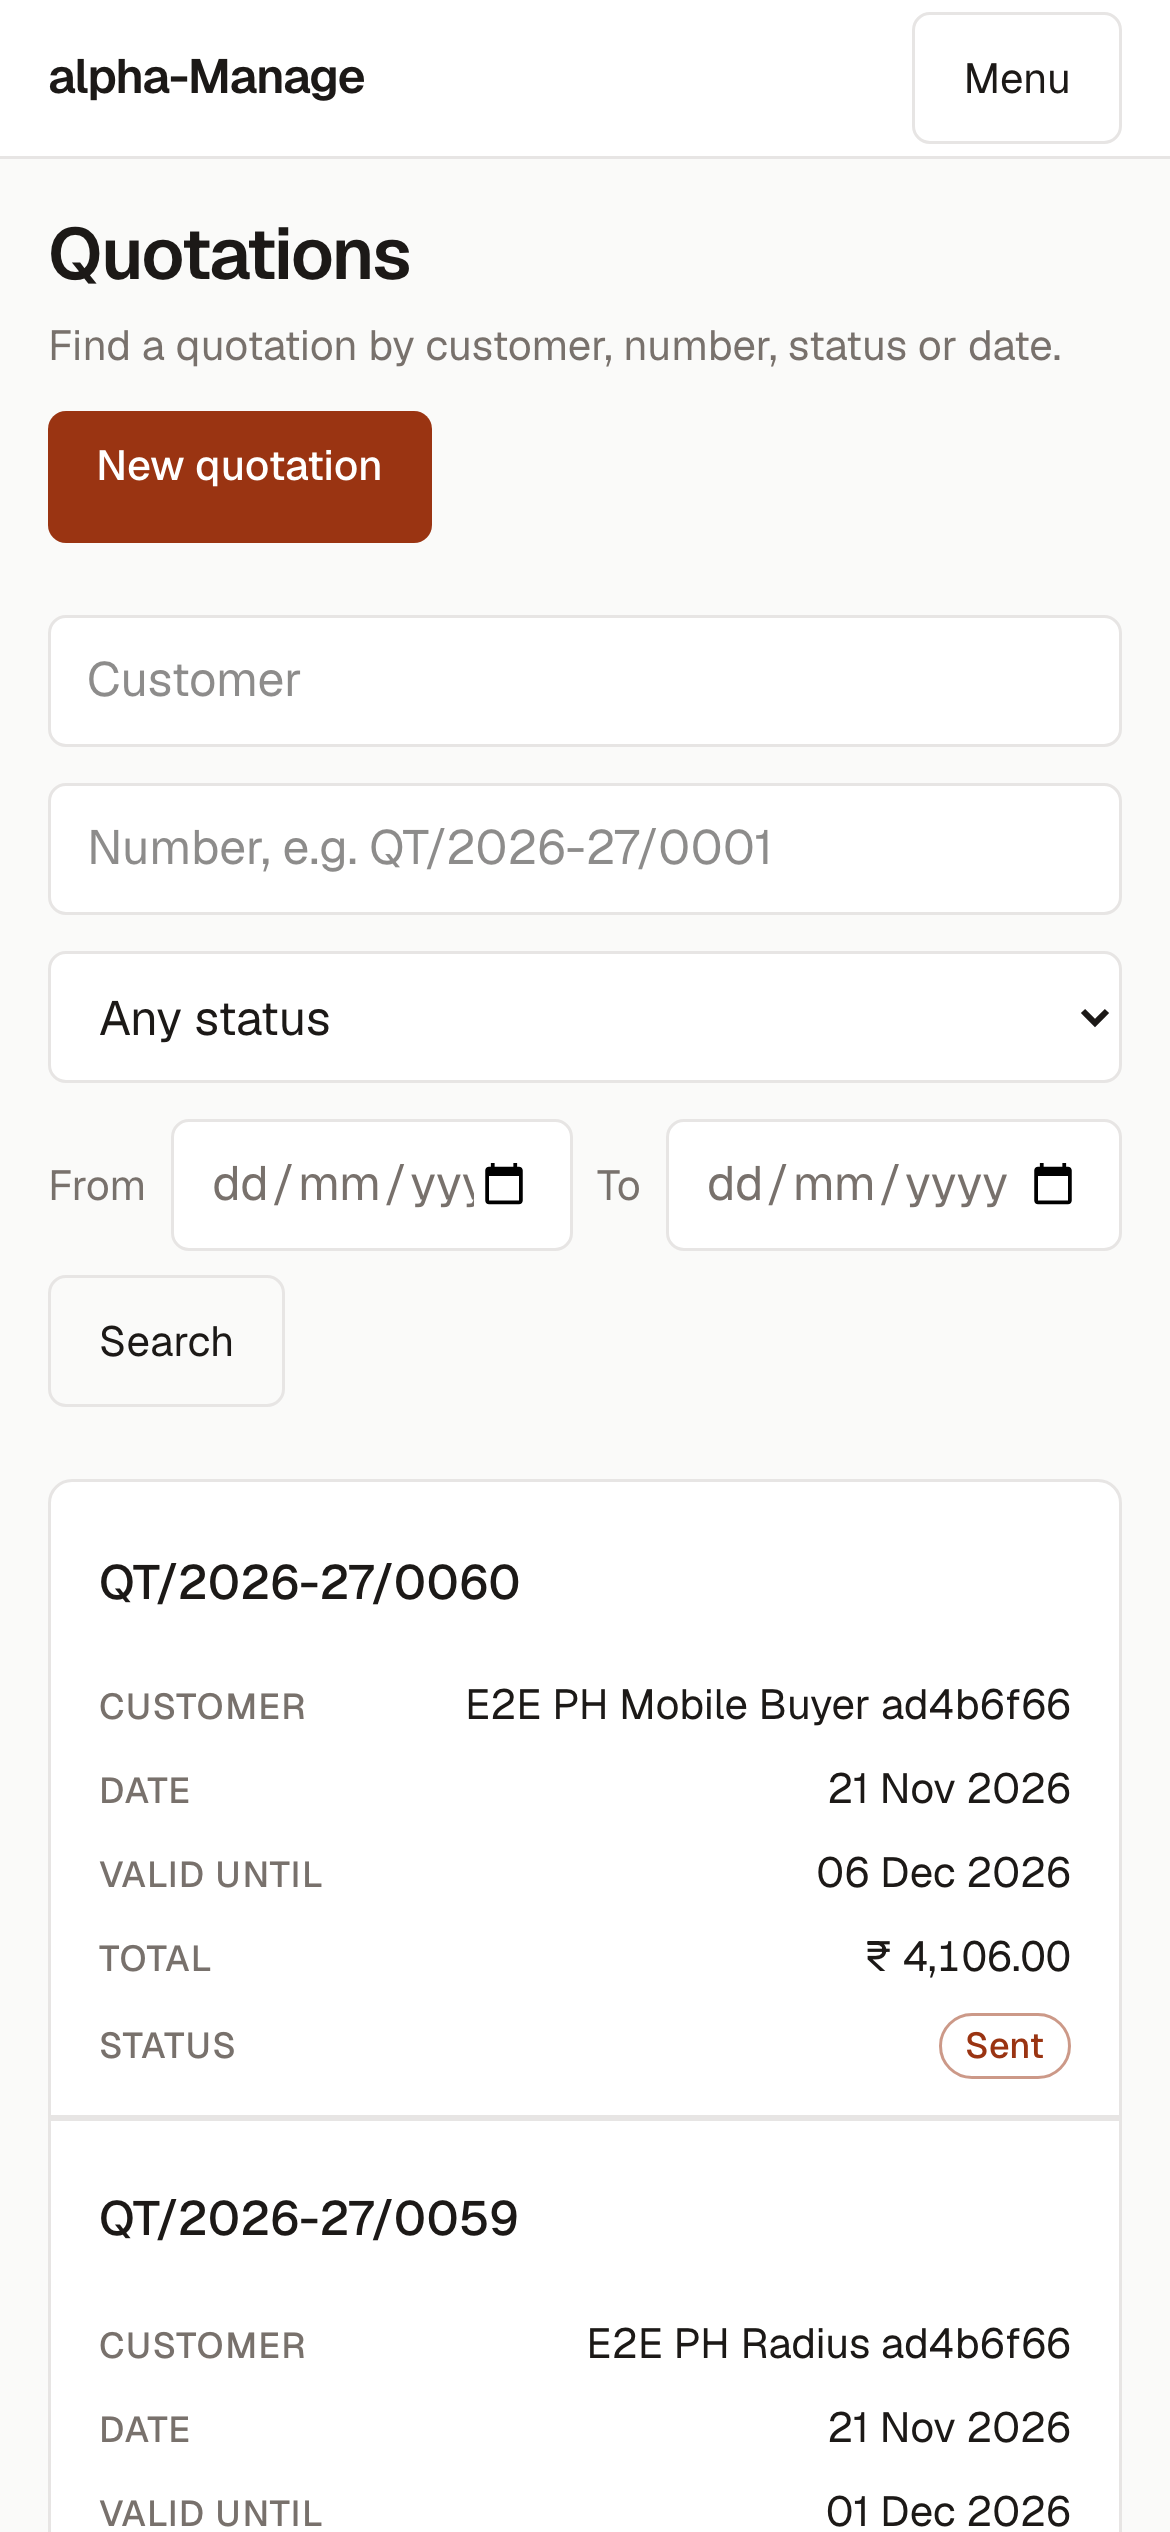 alpha-Manage
Menu
Quotations
Find a quotation by customer, number, status or date.
New quotation
Customer
Number, e.g. QT/2026-27/0001
Any status
From dd/mm/yyy To dd/mm/yyyy
Search
QT/2026-27/0060
CUSTOMER E2E PH Mobile Buyer ad4b6f66
DATE 21 Nov 2026
VALID UNTIL 06 Dec 2026
TOTAL ₹ 4,106.00
STATUS Sent
QT/2026-27/0059
CUSTOMER E2E PH Radius ad4b6f66
DATE 21 Nov 2026
VALID UNTIL 01 Dec 2026